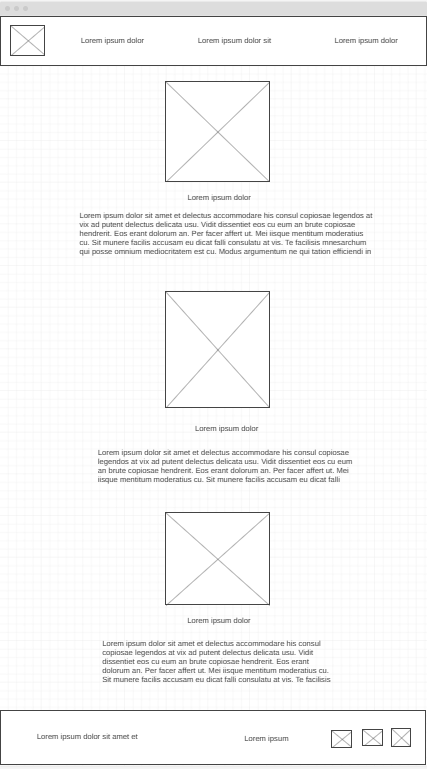 Lorem ipsum dolor
Lorem ipsum dolor sit
Lorem ipsum dolor
Lorem ipsum dolor
Lorem ipsum dolor sit amet et delectus accommodare his consul copiosae legendos at
vix ad putent delectus delicata usu. Vidit dissentiet eos cu eum an brute copiosae
hendrerit. Eos erant dolorum an. Per facer affert ut. Mei iisque mentitum moderatius
cu. Sit munere facilis accusam eu dicat falli consulatu at vis. Te facilisis mnesarchum
qui posse omnium mediocritatem est cu. Modus argumentum ne qui tation efficiendi in
Lorem ipsum dolor
Lorem ipsum dolor sit amet et delectus accommodare his consul copiosae
legendos at vix ad putent delectus delicata usu. Vidit dissentiet eos cu eum
an brute copiosae hendrerit. Eos erant dolorum an. Per facer affert ut. Mei
iisque mentitum moderatius cu. Sit munere facilis accusam eu dicat falli
Lorem ipsum dolor
Lorem ipsum dolor sit amet et delectus accommodare his consul
copiosae legendos at vix ad putent delectus delicata usu. Vidit
dissentiet eos cu eum an brute copiosae hendrerit. Eos erant
dolorum an. Per facer affert ut. Mei iisque mentitum moderatius cu.
Sit munere facilis accusam eu dicat falli consulatu at vis. Te facilisis
Lorem ipsum dolor sit amet et
Lorem ipsum